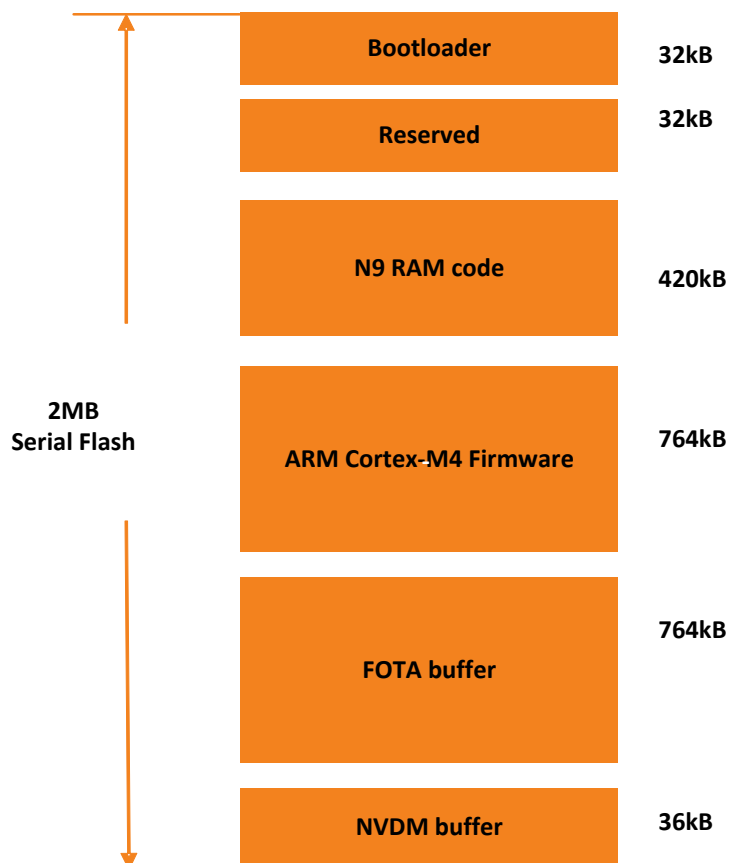 Bootloader
32kB
Reserved
32kB
N9 RAM code
420kB
2MB
Serial Flash
ARM Cortex-M4 Firmware
764kB
FOTA buffer
764kB
NVDM buffer
36kB